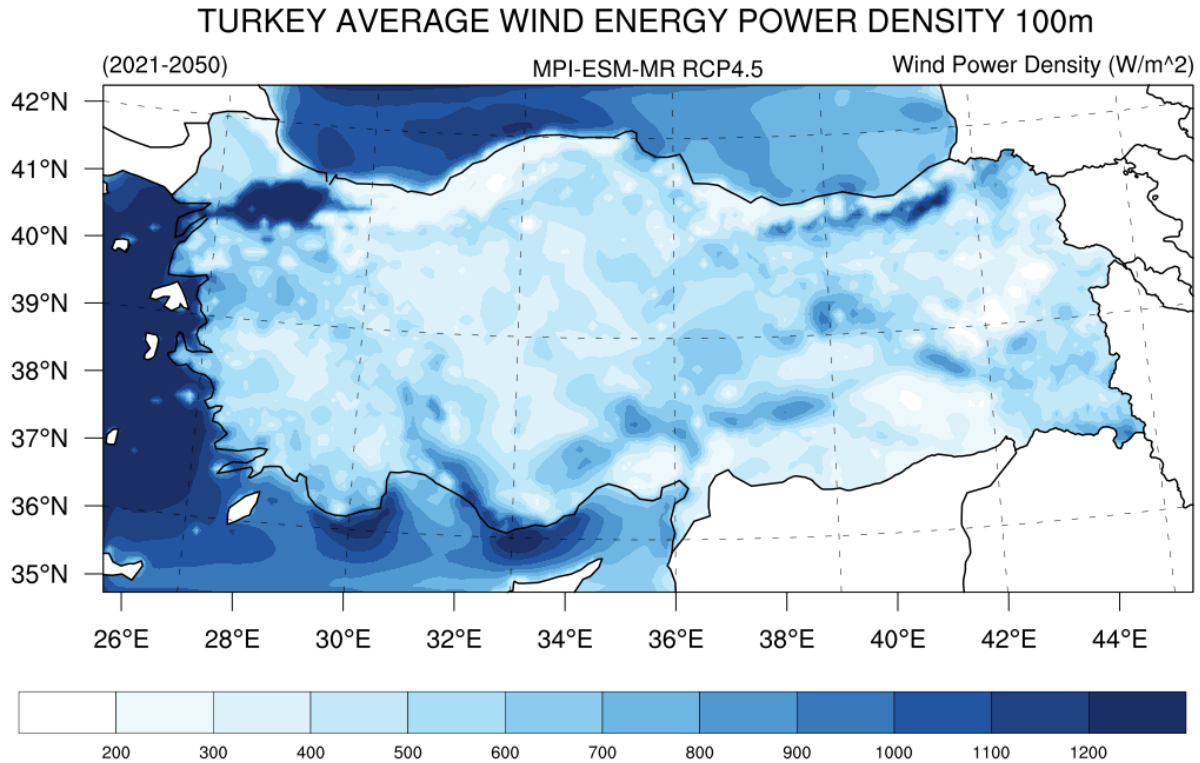 TURKEY AVERAGE WIND ENERGY POWER DENSITY 100m
(2021-2050) MPI-ESM-MR RCP4.5 Wind Power Density (W/m^2)
42°N
41°N
40°N
39°N
38°N
37°N
36°N
35°N
26°E 28°E 30°E 32°E 34°E 36°E 38°E 40°E 42°E 44°E
200 300 400 500 600 700 800 900 1000 1100 1200